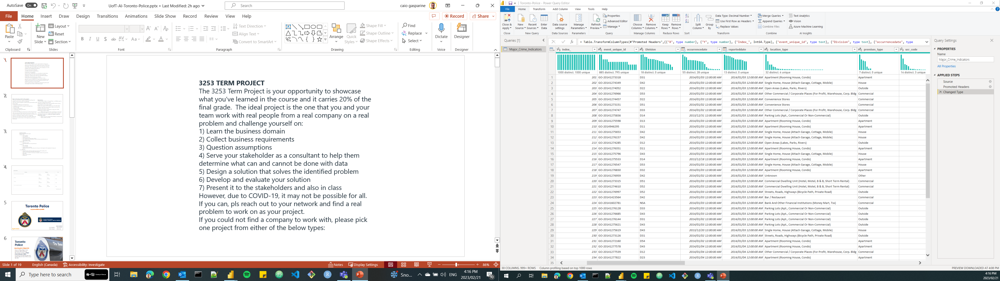 AutoSave On
UofT-AI-Toronto-Police.pptx • Last Modified: 2h ago
Search
caio gasparine
File Home Insert Draw Design Transitions Animations Slide Show Record Review View Help
Record Share
Paste
New Slide
Layout
Reset
Section
Text Direction
Align Text
Convert to SmartArt
Arrange
Quick Styles
Shape Fill
Shape Outline
Shape Effects
Find
Replace
Select
Dictate
Designer
Clipboard Slides Font Paragraph Drawing Editing Voice Designer
1
2
3
4
5
Toronto Police
6
Toronto
Police
3253 TERM PROJECT
The 3253 Term Project is your opportunity to showcase
what you've learned in the course and it carries 20% of the
final grade. The ideal project is the one that you and your
team work with real people from a real company on a real
problem and challenge yourself on:
1) Learn the business domain
2) Collect business requirements
3) Question assumptions
4) Serve your stakeholder as a consultant to help them
determine what can and cannot be done with data
5) Design a solution that solves the identified problem
6) Develop and evaluate your solution
7) Present it to the stakeholders and also in class
However, due to COVID-19, it may not be possible for all.
If you can, pls reach out to your network and find a real
problem to work on as your project.
If you could not find a company to work with, please pick
one project from either of the below types:
Slide 1 of 19 English (Canada) Accessibility: Investigate
Notes Display Settings 86%
Type here to search
Sno... ENG 4:16 PM
2023/02/21 10
Toronto-Police - Power Query Editor
File Home Transform Add Column View Tools Help
Close & Apply
New Source
Recent Sources
Enter Data
Data source settings
Manage Parameters
Refresh Preview
Properties
Advanced Editor
Manage
Choose Columns
Remove Columns
Keep Rows
Remove Rows
Split Column
Group By
Data Type: Decimal Number
Use First Row as Headers
Replace Values
Merge Queries
Append Queries
Combine Files
Text Analytics
Vision
Azure Machine Learning
Close New Query Data Sources Parameters Query Manage Columns Reduce Rows Sort Transform Combine AI Insights
Queries [1]
Major_Crime_Indicators
= Table.TransformColumnTypes(#"Promoted Headers",{{"X", type number}, {"Y", type number}, {"Index_", Int64.Type}, {"event_unique_id", type text}, {"Division", type text}, {"occurrencedate", type
Index_ event_unique_id Division occurrencedate reporteddate location_type premises_type ucr_code
1000 distinct, 1000 unique 885 distinct, 795 unique 18 distinct, 0 unique 55 distinct, 28 unique 13 distinct, 0 unique 32 distinct, 4 unique 7 distinct, 0 unique 14 distinct, 3 unique
1 201 GO-20141273318 D31 2014/01/03 12:00:00 AM 2014/01/03 12:00:00 AM Apartment (Rooming House, Condo) Apartment
2 202 GO-20141274349 D42 2014/01/03 12:00:00 AM 2014/01/03 12:00:00 AM Single Home, House (Attach Garage, Cottage, Mobile) House
3 203 GO-20141274052 D22 2014/01/03 12:00:00 AM 2014/01/03 12:00:00 AM Open Areas (Lakes, Parks, Rivers) Outside
4 204 GO-20141276966 D53 2014/01/03 12:00:00 AM 2014/01/03 12:00:00 AM Other Commercial / Corporate Places (For Profit, Warehouse, Corp. Bldg Commercial
5 205 GO-20141274457 D22 2014/01/03 12:00:00 AM 2014/01/03 12:00:00 AM Convenience Stores Commercial
6 206 GO-20141273151 D51 2014/01/02 12:00:00 AM 2014/01/03 12:00:00 AM Convenience Stores Commercial
7 207 GO-20141274747 D33 2014/01/02 12:00:00 AM 2014/01/03 12:00:00 AM Other Commercial / Corporate Places (For Profit, Warehouse, Corp. Bldg Commercial
8 208 GO-20141275836 D14 2013/12/31 12:00:00 AM 2014/01/03 12:00:00 AM Parking Lots (Apt., Commercial Or Non-Commercial) Outside
9 209 GO-20141275598 D13 2014/01/03 12:00:00 AM 2014/01/03 12:00:00 AM Apartment (Rooming House, Condo) Apartment
10 210 GO-2014946295 D11 2014/01/03 12:00:00 AM 2014/01/03 12:00:00 AM Apartment (Rooming House, Condo) Apartment
11 211 GO-20141275653 D42 2014/01/03 12:00:00 AM 2014/01/03 12:00:00 AM Single Home, House (Attach Garage, Cottage, Mobile) House
12 212 GO-20141276157 D42 2014/01/03 12:00:00 AM 2014/01/03 12:00:00 AM Single Home, House (Attach Garage, Cottage, Mobile) House
13 213 GO-20141274285 D12 2014/01/03 12:00:00 AM 2014/01/03 12:00:00 AM Open Areas (Lakes, Parks, Rivers) Outside
14 214 GO-20141276351 D11 2014/01/03 12:00:00 AM 2014/01/03 12:00:00 AM Apartment (Rooming House, Condo) Apartment
15 215 GO-20141275796 D43 2014/01/03 12:00:00 AM 2014/01/03 12:00:00 AM Single Home, House (Attach Garage, Cottage, Mobile) House
16 216 GO-20141275533 D14 2013/12/18 12:00:00 AM 2014/01/03 12:00:00 AM Apartment (Rooming House, Condo) Apartment
17 217 GO-20141276547 D53 2014/01/03 12:00:00 AM 2014/01/03 12:00:00 AM Single Home, House (Attach Garage, Cottage, Mobile) House
18 218 GO-20141276830 D32 2014/01/03 12:00:00 AM 2014/01/03 12:00:00 AM Apartment (Rooming House, Condo) Apartment
19 219 GO-20141276959 D42 2014/01/02 12:00:00 AM 2014/01/03 12:00:00 AM Unknown Other
20 220 GO-20141273315 D51 2014/01/03 12:00:00 AM 2014/01/03 12:00:00 AM Commercial Dwelling Unit (Hotel, Motel, B & B, Short Term Rental) Commercial
21 221 GO-20141274610 D52 2014/01/03 12:00:00 AM 2014/01/03 12:00:00 AM Commercial Dwelling Unit (Hotel, Motel, B & B, Short Term Rental) Commercial
22 222 GO-20141276997 D52 2014/01/03 12:00:00 AM 2014/01/03 12:00:00 AM Streets, Roads, Highways (Bicycle Path, Private Road) Outside
23 223 GO-20141423564 D42 2014/01/03 12:00:00 AM 2014/01/03 12:00:00 AM Bar / Restaurant Commercial
24 224 GO-20141602781 NSA 2014/01/03 12:00:00 AM 2014/01/03 12:00:00 AM Bank And Other Financial Institutions (Money Mart, Tsx) Commercial
25 225 GO-20141276128 D33 2014/01/03 12:00:00 AM 2014/01/03 12:00:00 AM Parking Lots (Apt., Commercial Or Non-Commercial) Outside
26 226 GO-20141276685 D43 2014/01/03 12:00:00 AM 2014/01/03 12:00:00 AM Parking Lots (Apt., Commercial Or Non-Commercial) Outside
27 227 GO-20141276144 D31 2014/01/02 12:00:00 AM 2014/01/03 12:00:00 AM Parking Lots (Apt., Commercial Or Non-Commercial) Outside
28 228 GO-20141275621 D43 2014/01/03 12:00:00 AM 2014/01/03 12:00:00 AM Parking Lots (Apt., Commercial Or Non-Commercial) Outside
29 229 GO-20141275619 D43 2013/12/20 12:00:00 AM 2014/01/03 12:00:00 AM Single Home, House (Attach Garage, Cottage, Mobile) House
30 230 GO-20141273126 D31 2014/01/02 12:00:00 AM 2014/01/03 12:00:00 AM Streets, Roads, Highways (Bicycle Path, Private Road) Outside
31 231 GO-20141272160 D54 2014/01/02 12:00:00 AM 2014/01/03 12:00:00 AM Apartment (Rooming House, Condo) Apartment
32 232 GO-20141277578 D43 2014/01/04 12:00:00 AM 2014/01/04 12:00:00 AM Apartment (Rooming House, Condo) Apartment
33 233 GO-20141277539 D12 2014/01/04 12:00:00 AM 2014/01/04 12:00:00 AM Other Commercial / Corporate Places (For Profit, Warehouse, Corp. Bldg Commercial
34 234 GO-20141277822 D23 2014/01/04 12:00:00 AM 2014/01/04 12:00:00 AM Apartment (Rooming House, Condo) Apartment
35
Query Settings
PROPERTIES
Name
Major_Crime_Indicators
All Properties
APPLIED STEPS
Source
Promoted Headers
Changed Type
30 COLUMNS, 999+ ROWS Column profiling based on top 1000 rows
PREVIEW DOWNLOADED AT 4:08 PM
4:16 PM
2023/02/21